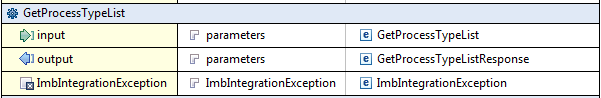 GetProcessTypeList
input parameters GetProcessTypeList
output parameters GetProcessTypeListResponse
ImbIntegrationException ImbIntegrationException ImbIntegrationException